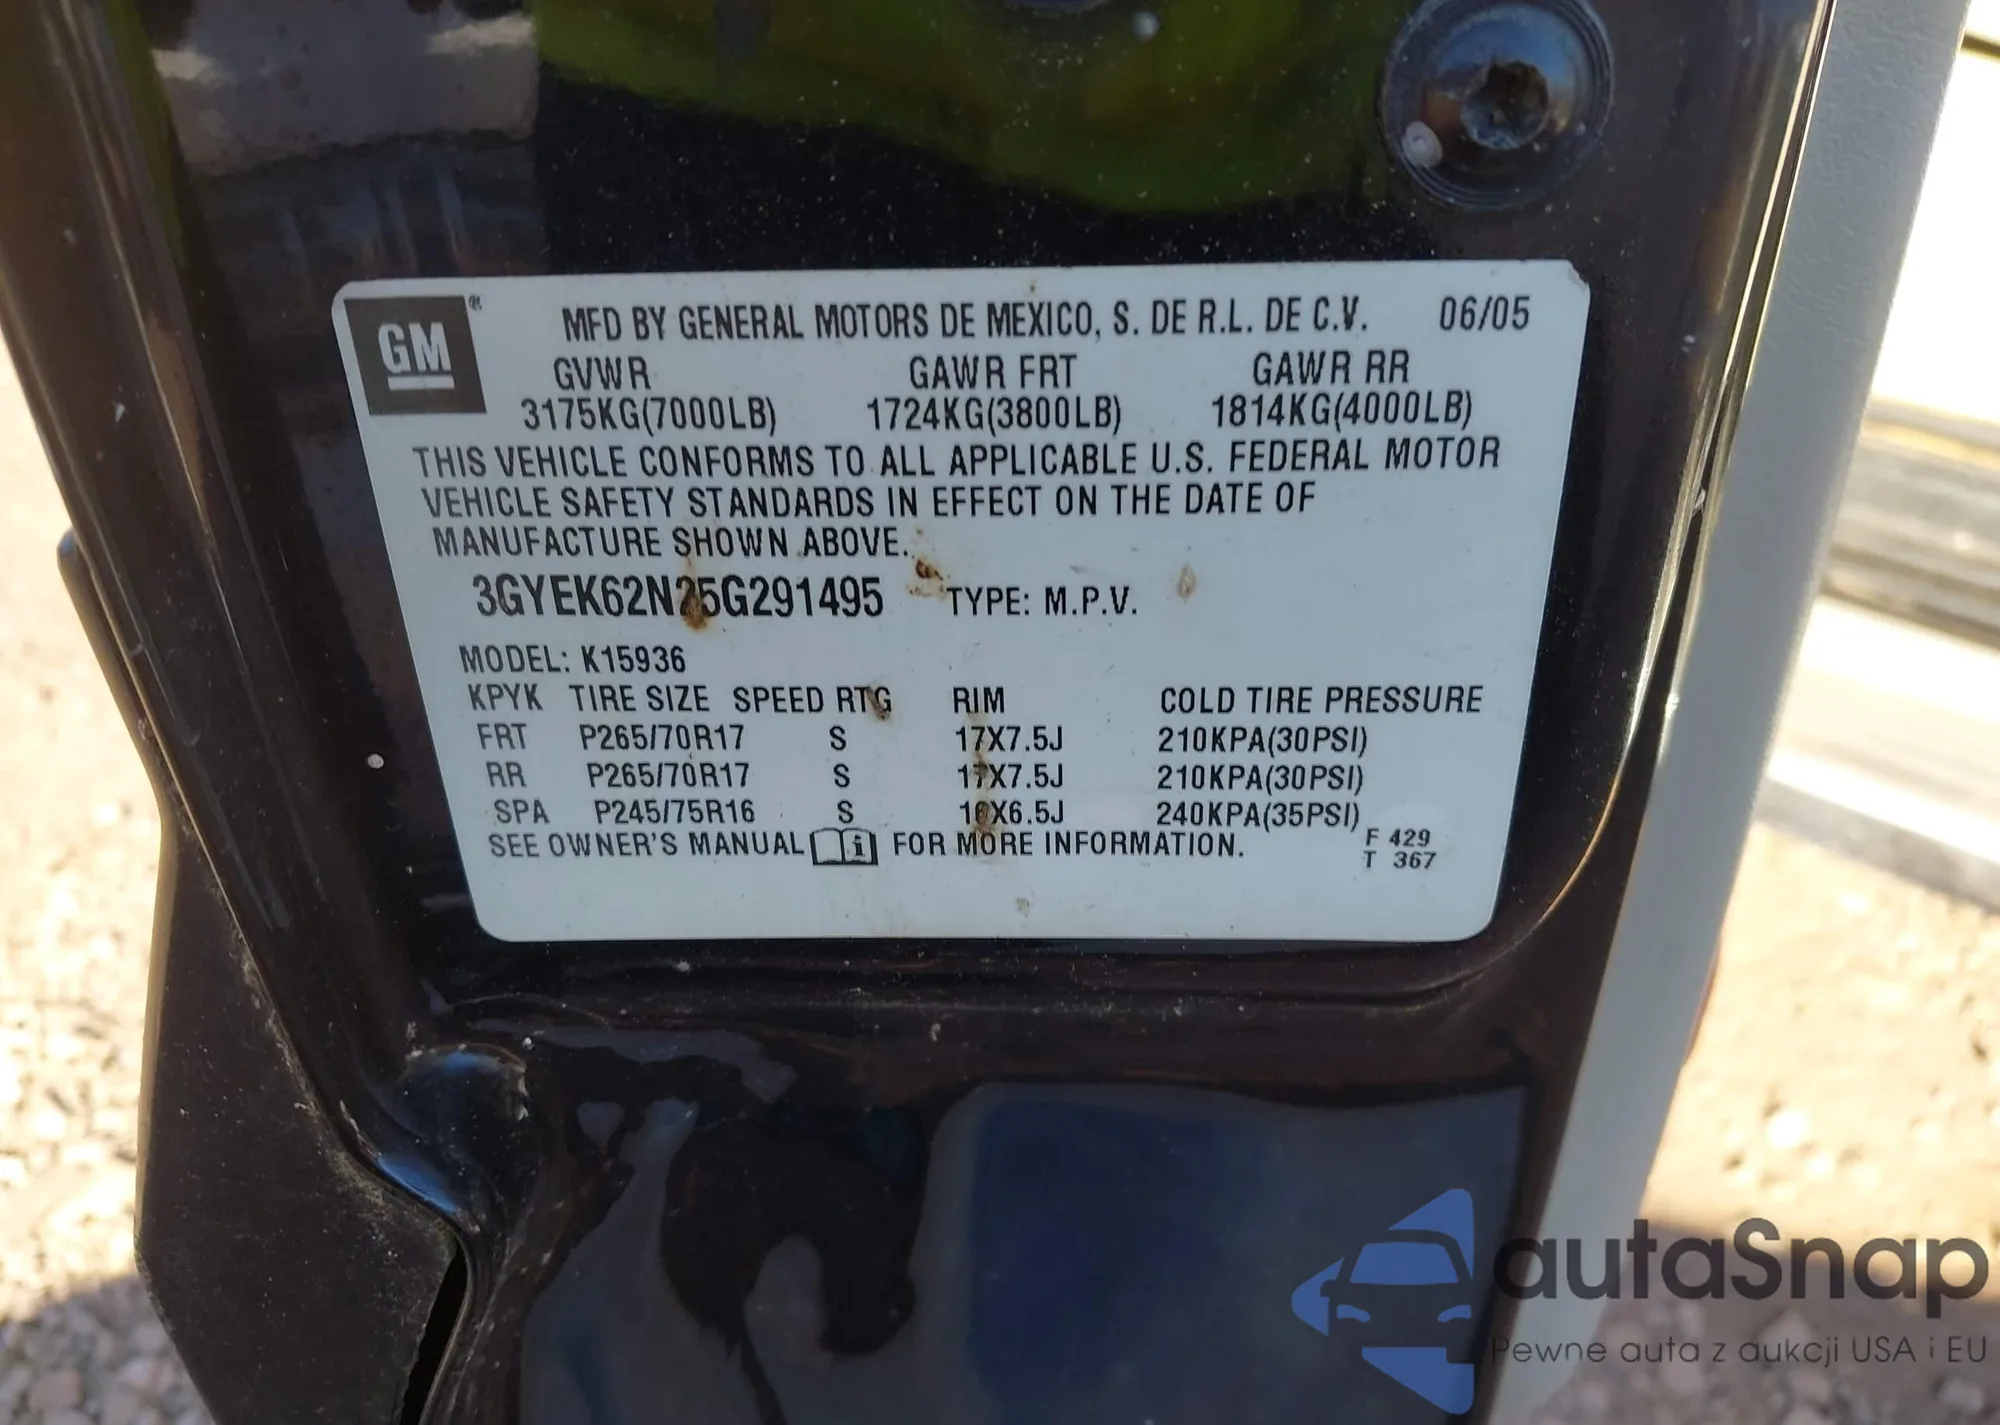 GM ® MFD BY GENERAL MOTORS DE MEXICO, S. DE R.L. DE C.V. 06/05
GVWR GAWR FRT GAWR RR
3175KG(7000LB) 1724KG(3800LB) 1814KG(4000LB)
THIS VEHICLE CONFORMS TO ALL APPLICABLE U.S. FEDERAL MOTOR
VEHICLE SAFETY STANDARDS IN EFFECT ON THE DATE OF
MANUFACTURE SHOWN ABOVE.
3GYEK62N25G291495 TYPE: M.P.V.
MODEL: K15936
KPYK TIRE SIZE SPEED RTG RIM COLD TIRE PRESSURE
FRT P265/70R17 S 17X7.5J 210KPA(30PSI)
RR P265/70R17 S 17X7.5J 210KPA(30PSI)
SPA P245/75R16 S 16X6.5J 240KPA(35PSI)
SEE OWNER'S MANUAL i FOR MORE INFORMATION. F 429
T 367
autaSnap
Pewne auta z aukcji USA i EU